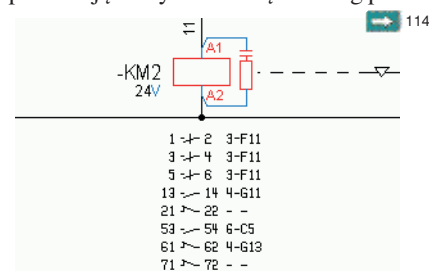 114
11
A1
-KM2
24V
A2
1 2 3-F11
3 4 3-F11
5 6 3-F11
13 14 4-G11
21 22 - -
53 54 6-C5
61 62 4-G13
71 72 - -